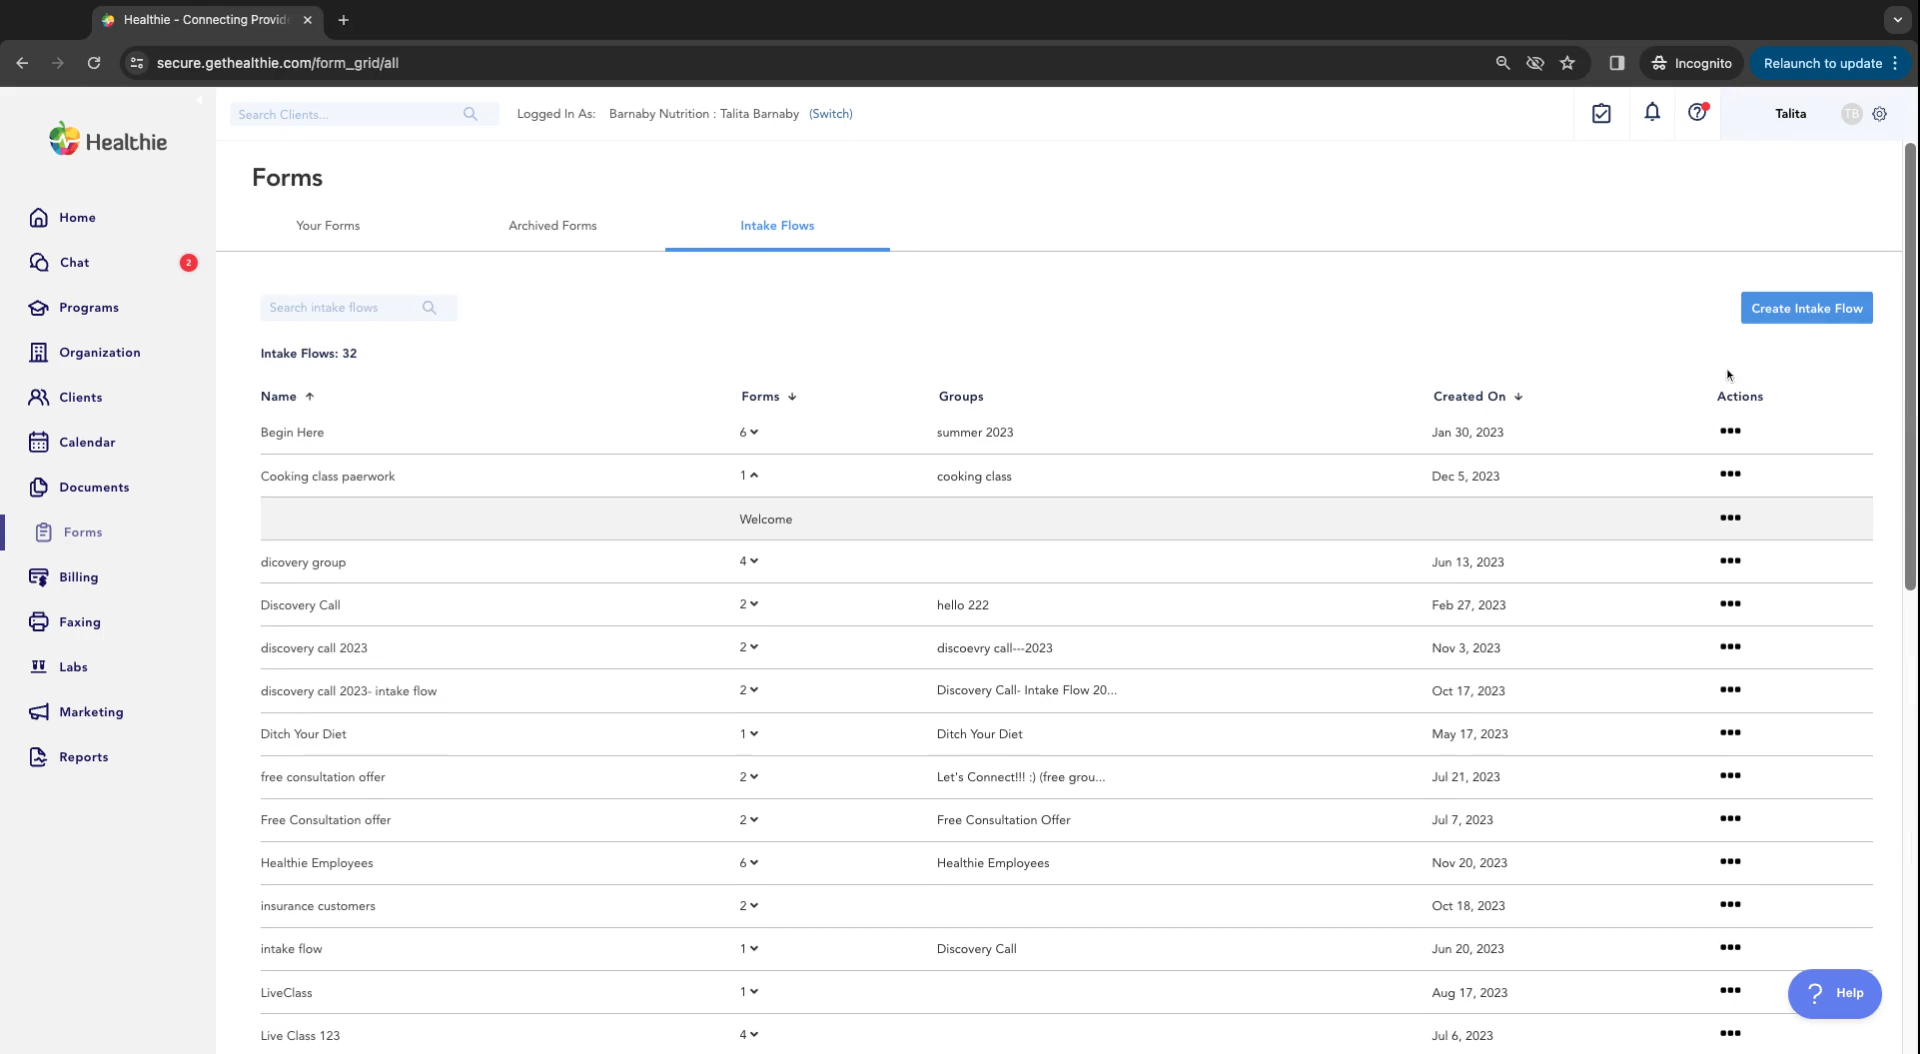 Healthie - Connecting Provid
secure.gethealthie.com/form_grid/all
Incognito
Relaunch to update
Healthie
Search Clients...
Logged In As: Barnaby Nutrition : Talita Barnaby (Switch)
Talita
TB
Home
Chat
2
Programs
Organization
Clients
Calendar
Documents
Forms
Billing
Faxing
Labs
Marketing
Reports
Forms
Your Forms Archived Forms Intake Flows
Search intake flows
Create Intake Flow
Intake Flows: 32
Name Forms Groups Created On Actions
Begin Here 6 summer 2023 Jan 30, 2023
Cooking class paerwork 1 cooking class Dec 5, 2023
Welcome
dicovery group 4 Jun 13, 2023
Discovery Call 2 hello 222 Feb 27, 2023
discovery call 2023 2 discoevry call---2023 Nov 3, 2023
discovery call 2023- intake flow 2 Discovery Call- Intake Flow 20... Oct 17, 2023
Ditch Your Diet 1 Ditch Your Diet May 17, 2023
free consultation offer 2 Let's Connect!!! :) (free grou... Jul 21, 2023
Free Consultation offer 2 Free Consultation Offer Jul 7, 2023
Healthie Employees 6 Healthie Employees Nov 20, 2023
insurance customers 2 Oct 18, 2023
intake flow 1 Discovery Call Jun 20, 2023
LiveClass 1 Aug 17, 2023
Live Class 123 4 Jul 6, 2023
? Help